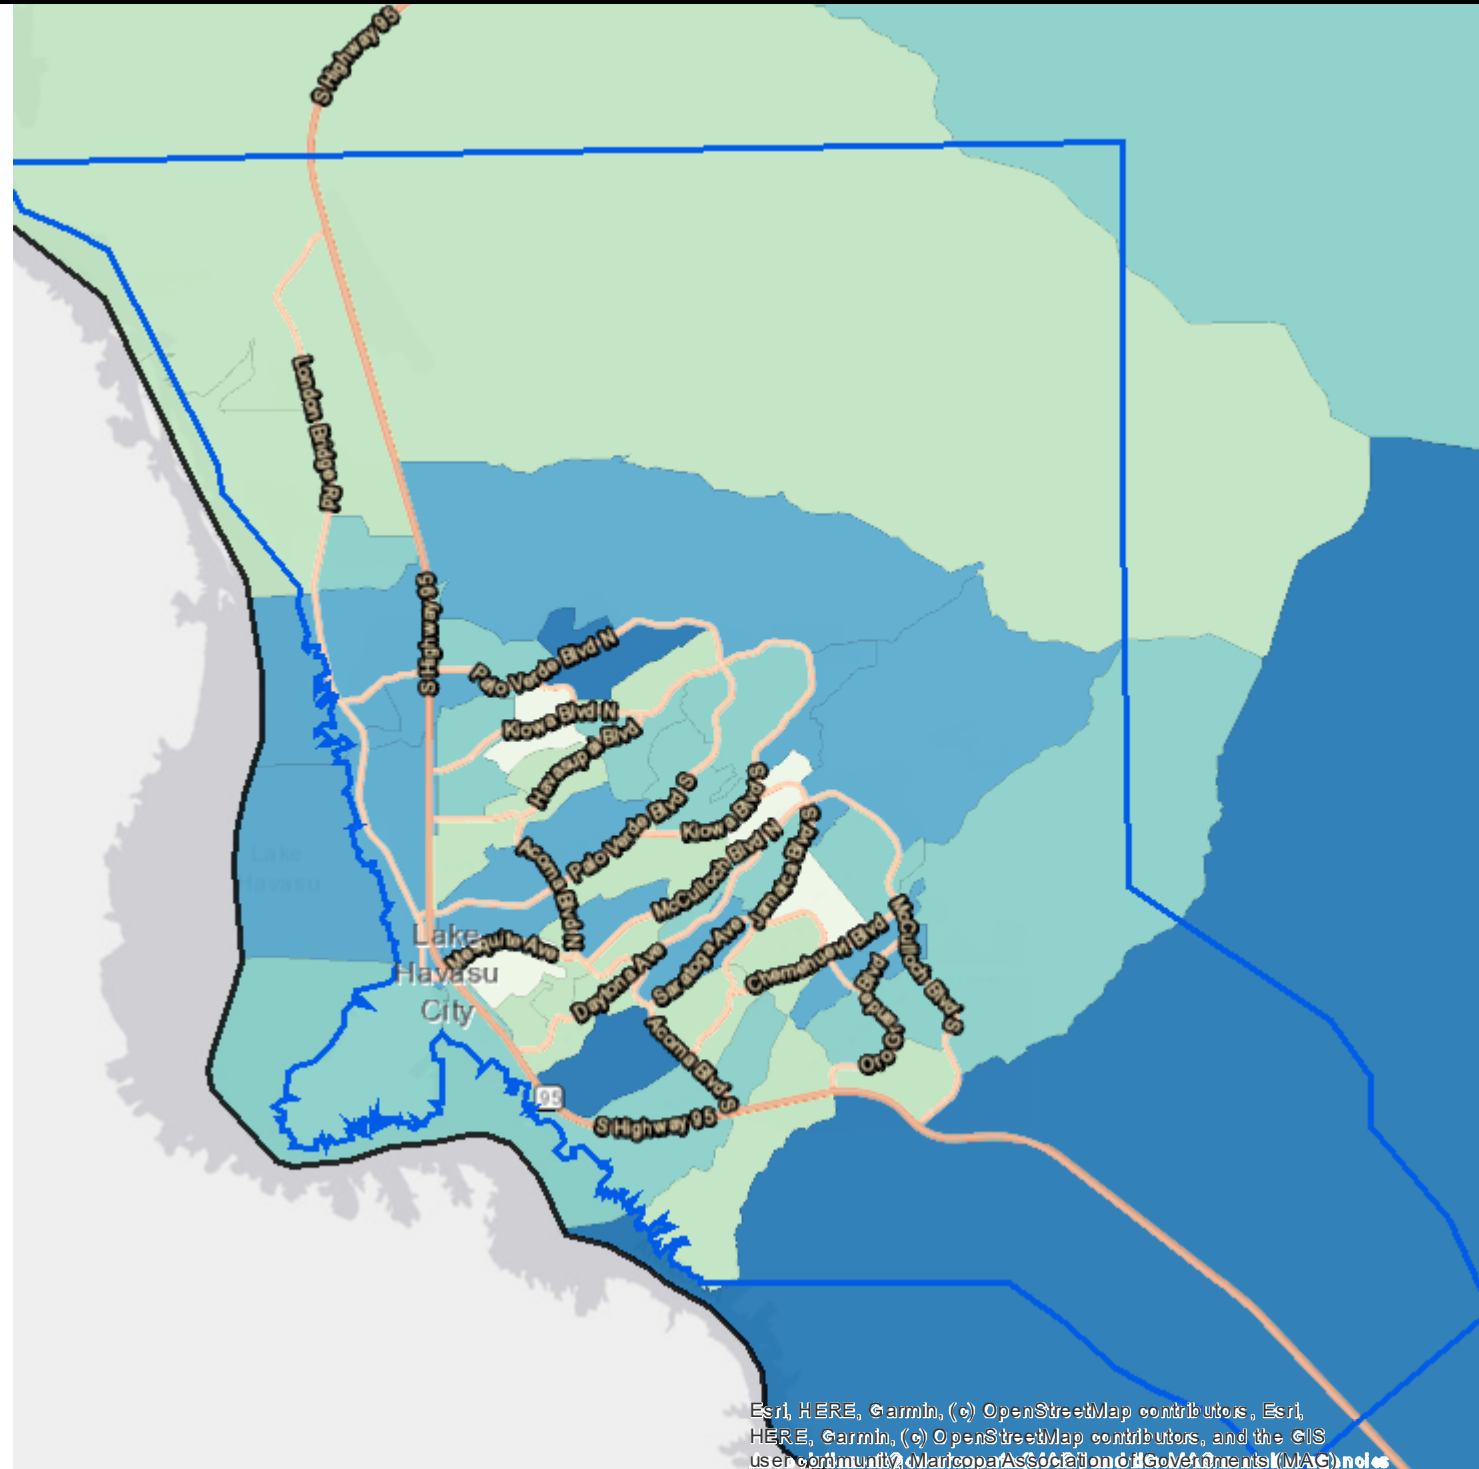 S Highway 95
London Bridge Rd
S Highway 95
Palo Verde Blvd N
Kiowa Blvd N
Havasupai Blvd
Kiowa Blvd S
Palo Verde Blvd S
Acoma Blvd N
McCulloch Blvd N
Jamaica Blvd S
Lake
Havasu
Lake
Havasu
City
Mesquite Ave
Daytona Ave
Saratoga Ave
Chemehuevi Blvd
McCulloch Blvd S
Oro Grande Blvd
Acoma Blvd S
95
S Highway 95
Esri, HERE, Garmin, (c) OpenStreetMap contributors, Esri,
HERE, Garmin, (c) OpenStreetMap contributors, and the GIS
user community, Maricopa Association of Governments (MAG)